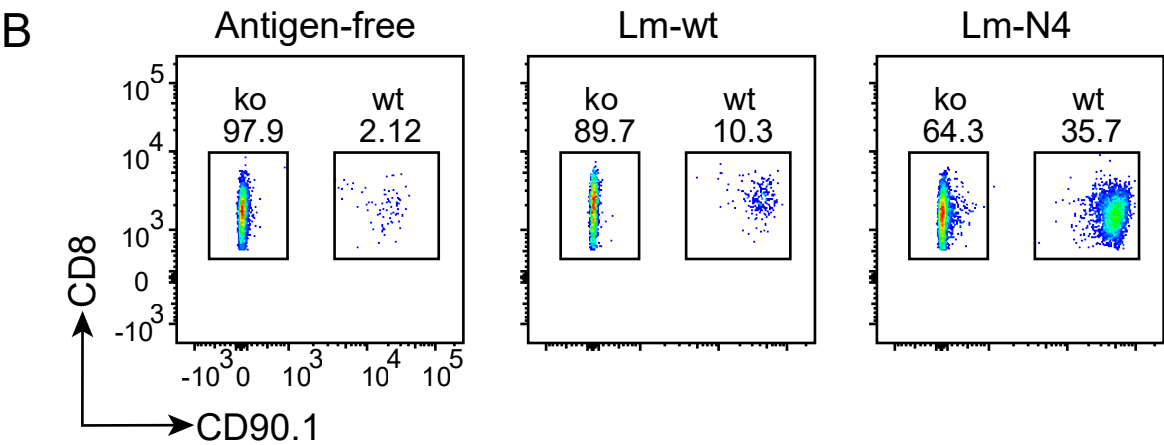 B
Antigen-free
Lm-wt
Lm-N4
ko
97.9
wt
2.12
ko
89.7
wt
10.3
ko
64.3
wt
35.7
10^5
10^4
10^3
0
-10^3
CD8
-10^3
0
10^3
10^4
10^5
CD90.1